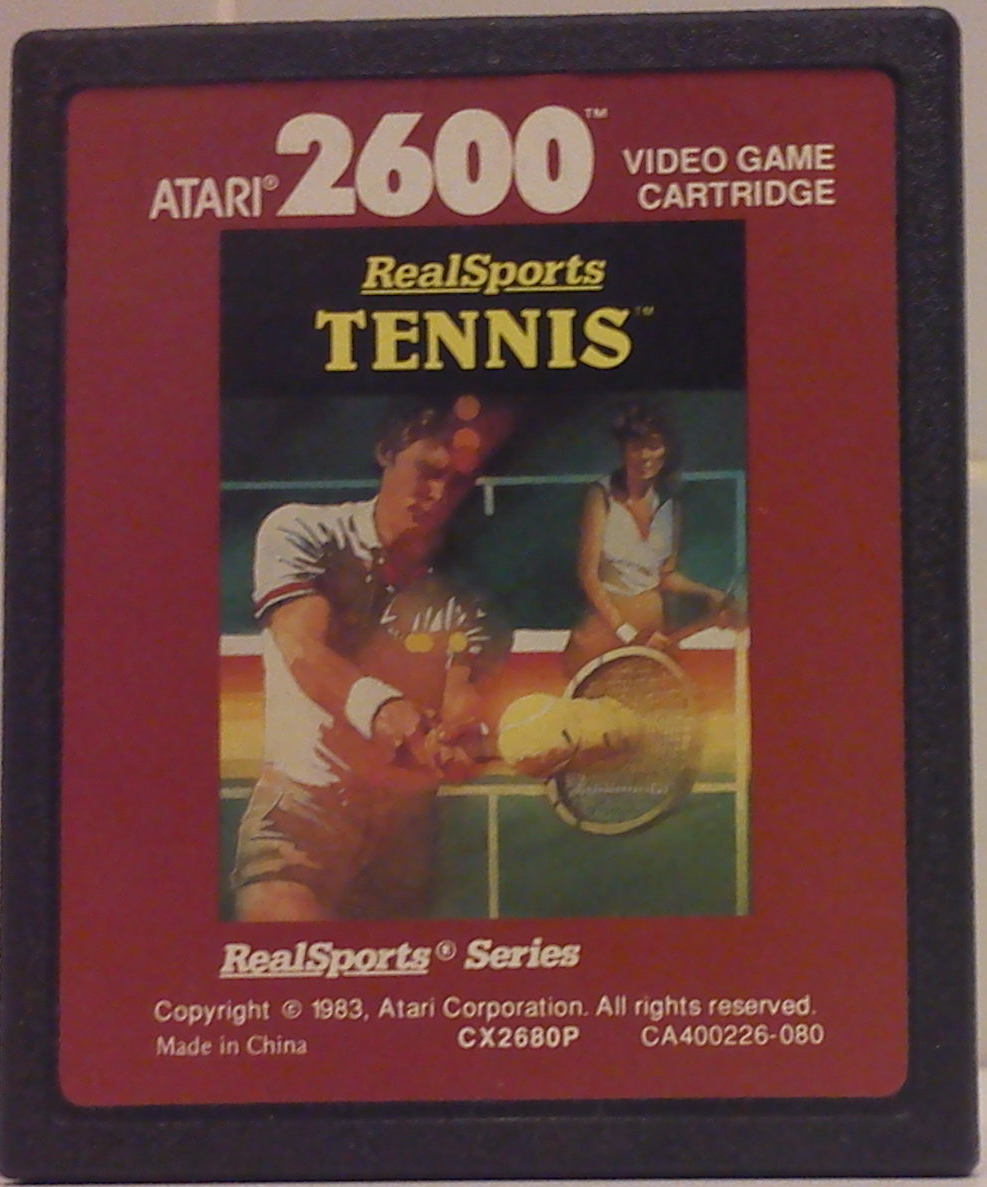 ATARI® 2600™ VIDEO GAME
CARTRIDGE
RealSports
TENNIS™
RealSports® Series
Copyright © 1983, Atari Corporation. All rights reserved.
Made in China CX2680P CA400226-080